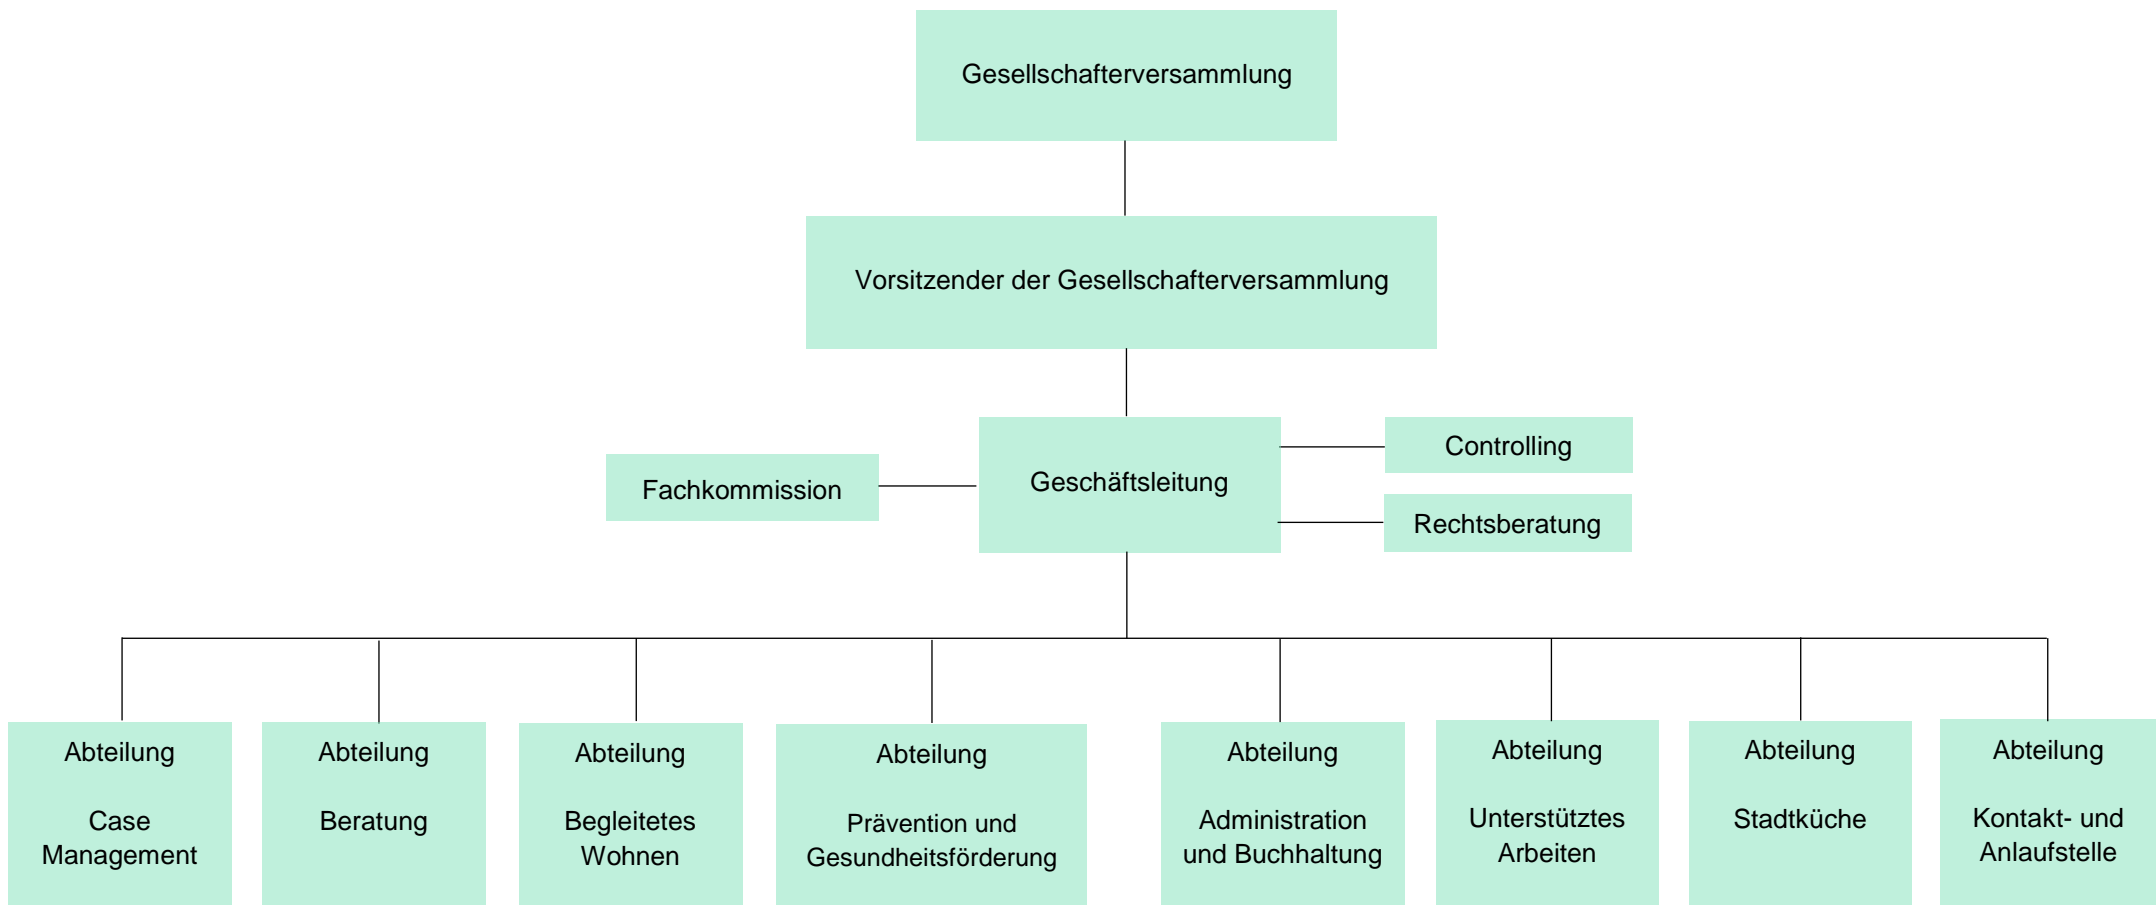 Gesellschafterversammlung
Vorsitzender der Gesellschafterversammlung
Fachkommission
Geschäftsleitung
Controlling
Rechtsberatung
Abteilung
Case
Management
Abteilung
Beratung
Abteilung
Begleitetes
Wohnen
Abteilung
Prävention und
Gesundheitsförderung
Abteilung
Administration
und Buchhaltung
Abteilung
Unterstütztes
Arbeiten
Abteilung
Stadtküche
Abteilung
Kontakt- und
Anlaufstelle